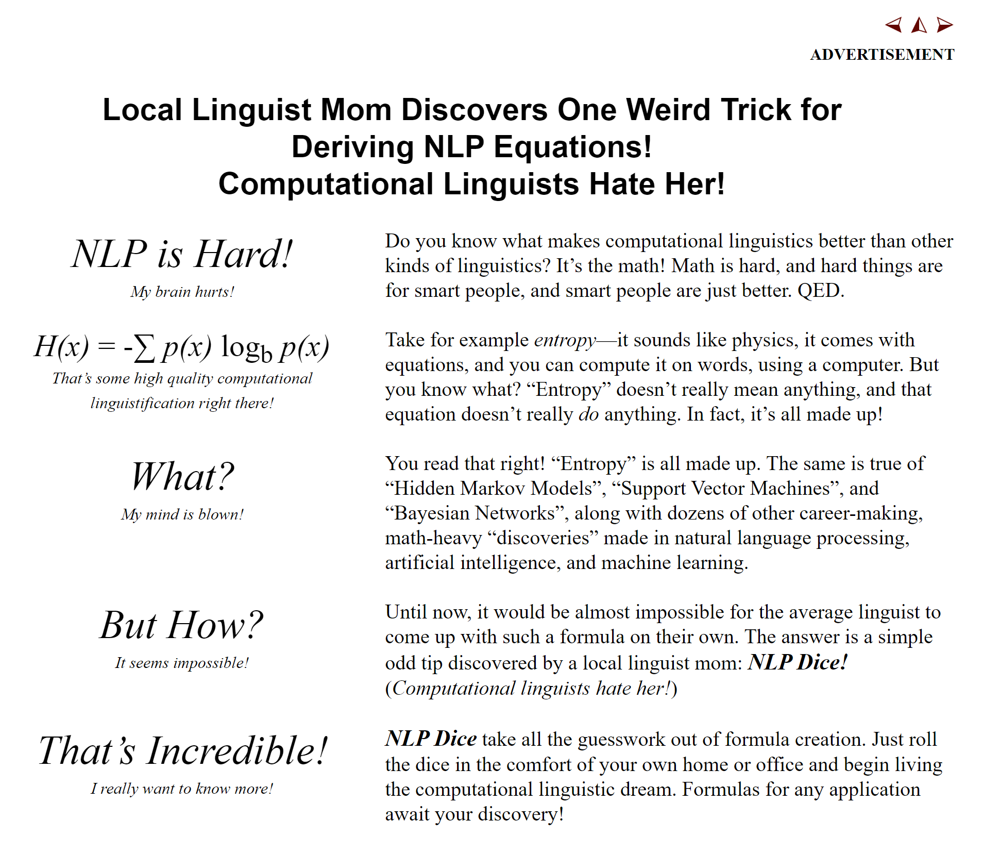 ADVERTISEMENT
Local Linguist Mom Discovers One Weird Trick for
Deriving NLP Equations!
Computational Linguists Hate Her!
NLP is Hard!
My brain hurts!
Do you know what makes computational linguistics better than other
kinds of linguistics? It’s the math! Math is hard, and hard things are
for smart people, and smart people are just better. QED.
H(x) = -∑ p(x) log_b p(x)
That’s some high quality computational
linguistification right there!
Take for example entropy—it sounds like physics, it comes with
equations, and you can compute it on words, using a computer. But
you know what? “Entropy” doesn’t really mean anything, and that
equation doesn’t really do anything. In fact, it’s all made up!
What?
My mind is blown!
You read that right! “Entropy” is all made up. The same is true of
“Hidden Markov Models”, “Support Vector Machines”, and
“Bayesian Networks”, along with dozens of other career-making,
math-heavy “discoveries” made in natural language processing,
artificial intelligence, and machine learning.
But How?
It seems impossible!
Until now, it would be almost impossible for the average linguist to
come up with such a formula on their own. The answer is a simple
odd tip discovered by a local linguist mom: NLP Dice!
(Computational linguists hate her!)
That’s Incredible!
I really want to know more!
NLP Dice take all the guesswork out of formula creation. Just roll
the dice in the comfort of your own home or office and begin living
the computational linguistic dream. Formulas for any application
await your discovery!